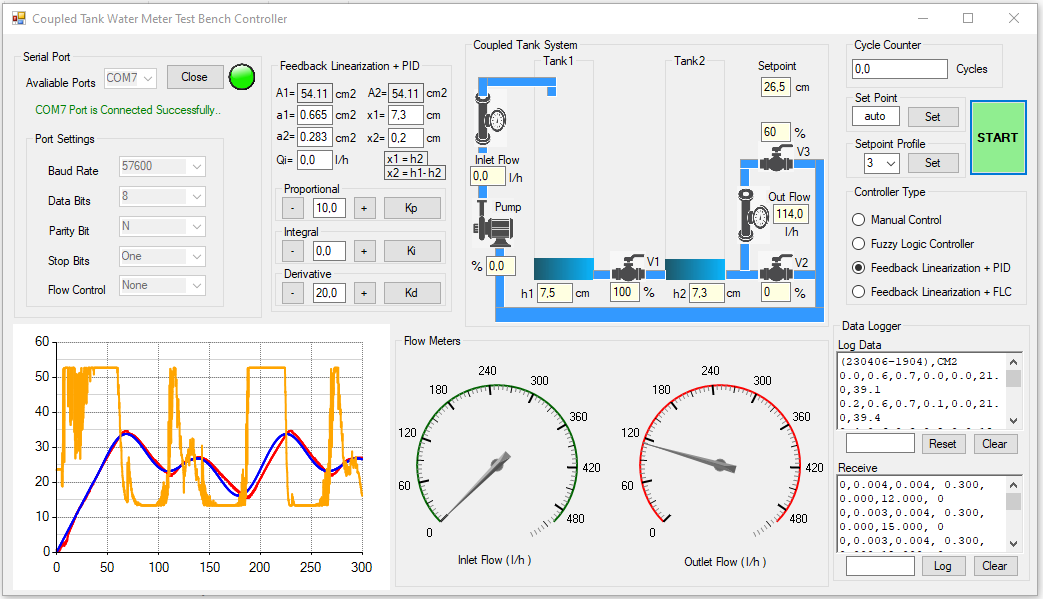 Coupled Tank Water Meter Test Bench Controller
Serial Port
Avaliable Ports COM7 Close
COM7 Port is Connected Successfully..
Port Settings
Baud Rate 57600
Data Bits 8
Parity Bit N
Stop Bits One
Flow Control None
Feedback Linearization + PID
A1= 54.11 cm2 A2= 54.11 cm2
a1= 0.665 cm2 x1= 7,3 cm
a2= 0.283 cm2 x2= 0,2 cm
Qi= 0,0 l/h x1 = h2
x2 = h1- h2
Proportional
- 10,0 + Kp
Integral
- 0,0 + Ki
Derivative
- 20,0 + Kd
Coupled Tank System
Tank1
Tank2
Setpoint
26,5 cm
60 %
V3
Inlet Flow
0,0 l/h
Pump
% 0,0
Out Flow
114,0
l/h
V1
V2
h1 7,5 cm
100 %
h2 7,3 cm
0 %
Cycle Counter
0,0 Cycles
Set Point
auto Set
Setpoint Profile
3 Set
START
Controller Type
Manual Control
Fuzzy Logic Controller
Feedback Linearization + PID
Feedback Linearization + FLC
60
50
40
30
20
10
0
0 50 100 150 200 250 300
Flow Meters
0 60 120 180 240 300 360 420 480
Inlet Flow ( l/h )
0 60 120 180 240 300 360 420 480
Outlet Flow ( l/h )
Data Logger
Log Data
(230406-1904),CM2
0.0,0.6,0.7,0.0,0.0,21.
0,39.1
0.2,0.6,0.7,0.1,0.0,21.
0,39.4
Reset Clear
Receive
0,0.004,0.004, 0.300,
0.000,12.000, 0
0,0.003,0.004, 0.300,
0.000,15.000, 0
0,0.003,0.004, 0.300,
Log Clear